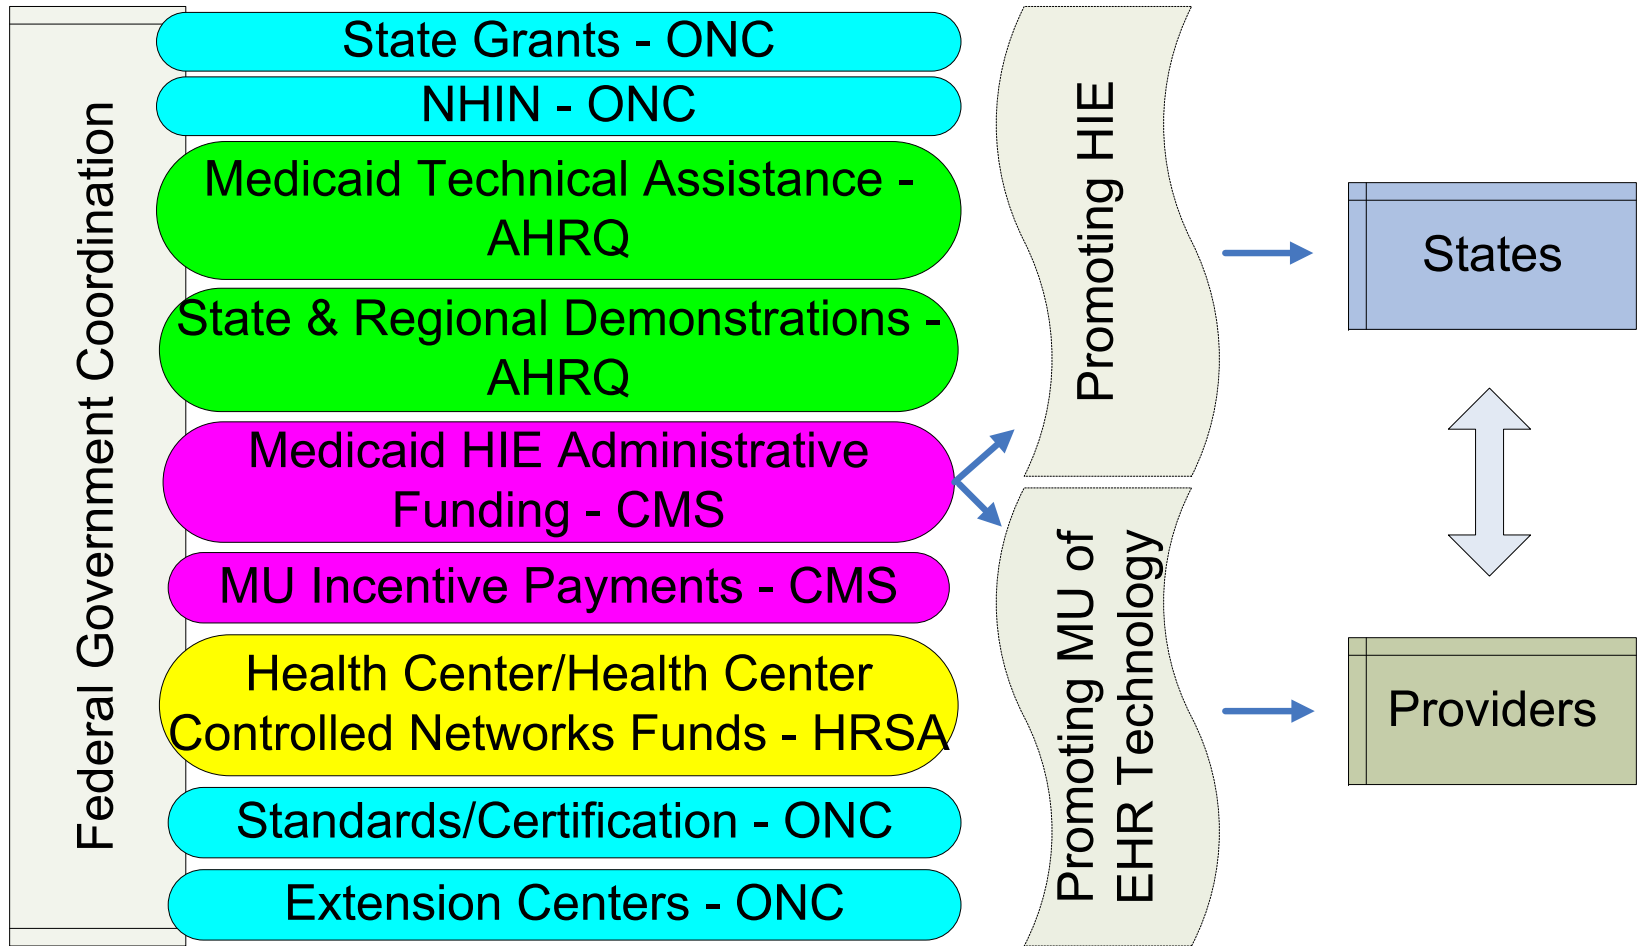 Federal Government Coordination
State Grants - ONC
NHIN - ONC
Medicaid Technical Assistance -
AHRQ
State & Regional Demonstrations -
AHRQ
Medicaid HIE Administrative
Funding - CMS
MU Incentive Payments - CMS
Health Center/Health Center
Controlled Networks Funds - HRSA
Standards/Certification - ONC
Extension Centers - ONC
Promoting HIE
Promoting MU of
EHR Technology
States
Providers